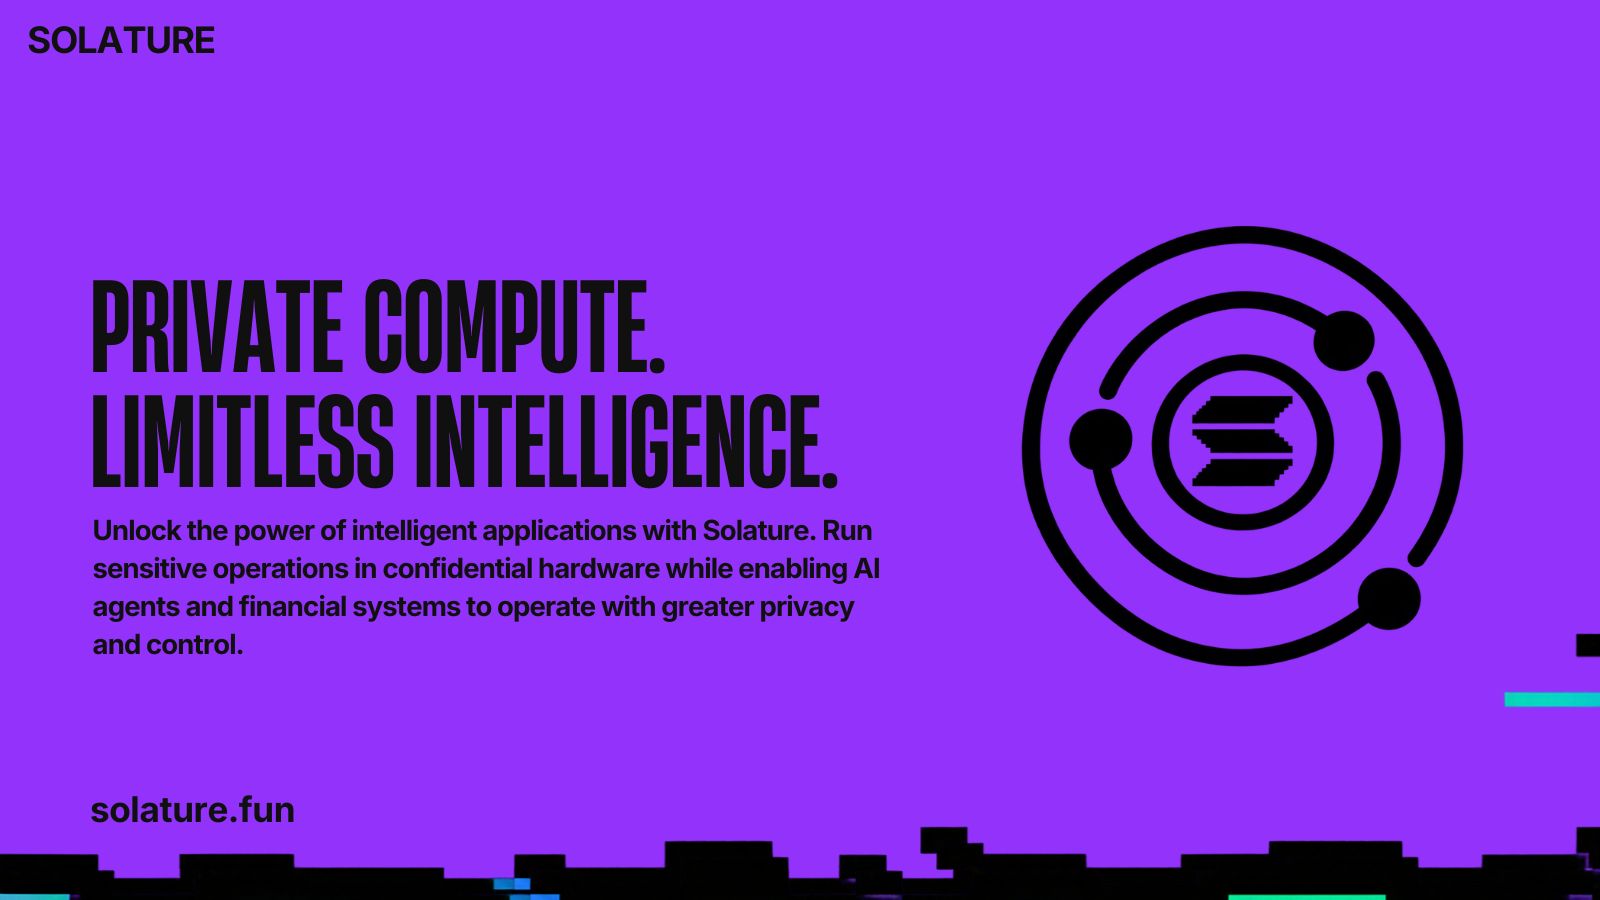 SOLATURE
PRIVATE COMPUTE.
LIMITLESS INTELLIGENCE.
Unlock the power of intelligent applications with Solature. Run
sensitive operations in confidential hardware while enabling AI
agents and financial systems to operate with greater privacy
and control.
solature.fun